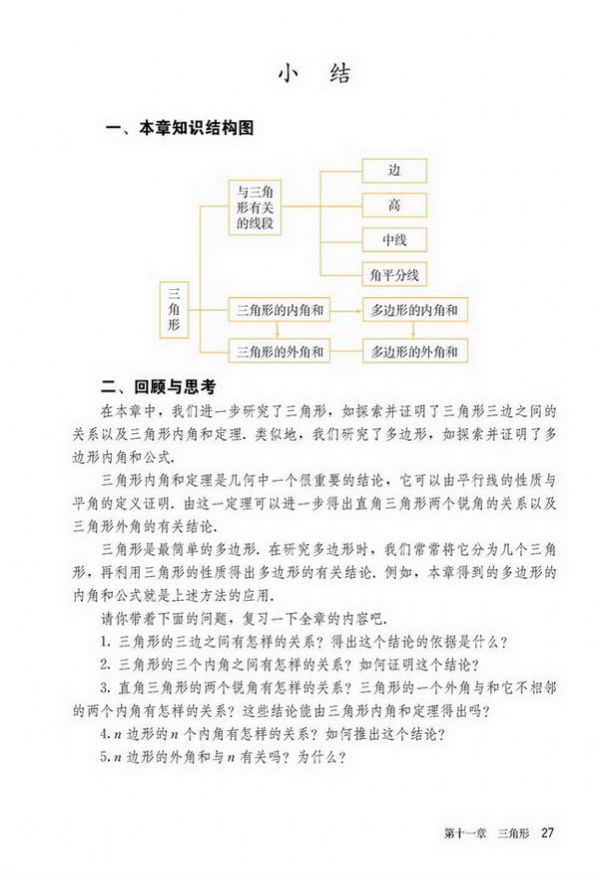 小 结
一、本章知识结构图
与三角
形有关
的线段
边
高
中线
角平分线
三
角
形
三角形的内角和
多边形的内角和
三角形的外角和
多边形的外角和
二、回顾与思考
在本章中，我们进一步研究了三角形，如探索并证明了三角形三边之间的
关系以及三角形内角和定理．类似地，我们研究了多边形，如探索并证明了多
边形内角和公式．
三角形内角和定理是几何中一个很重要的结论，它可以由平行线的性质与
平角的定义证明．由这一定理可以进一步得出直角三角形两个锐角的关系以及
三角形外角的有关结论．
三角形是最简单的多边形．在研究多边形时，我们常常将它分为几个三角
形，再利用三角形的性质得出多边形的有关结论．例如，本章得到的多边形的
内角和公式就是上述方法的应用．
请你带着下面的问题，复习一下全章的内容吧．
1. 三角形的三边之间有怎样的关系？得出这个结论的依据是什么？
2. 三角形的三个内角之间有怎样的关系？如何证明这个结论？
3. 直角三角形的两个锐角有怎样的关系？三角形的一个外角与和它不相邻
的两个内角有怎样的关系？这些结论能由三角形内角和定理得出吗？
4. n 边形的 n 个内角有怎样的关系？如何推出这个结论？
5. n 边形的外角和与 n 有关吗？为什么？
第十一章 三角形 27